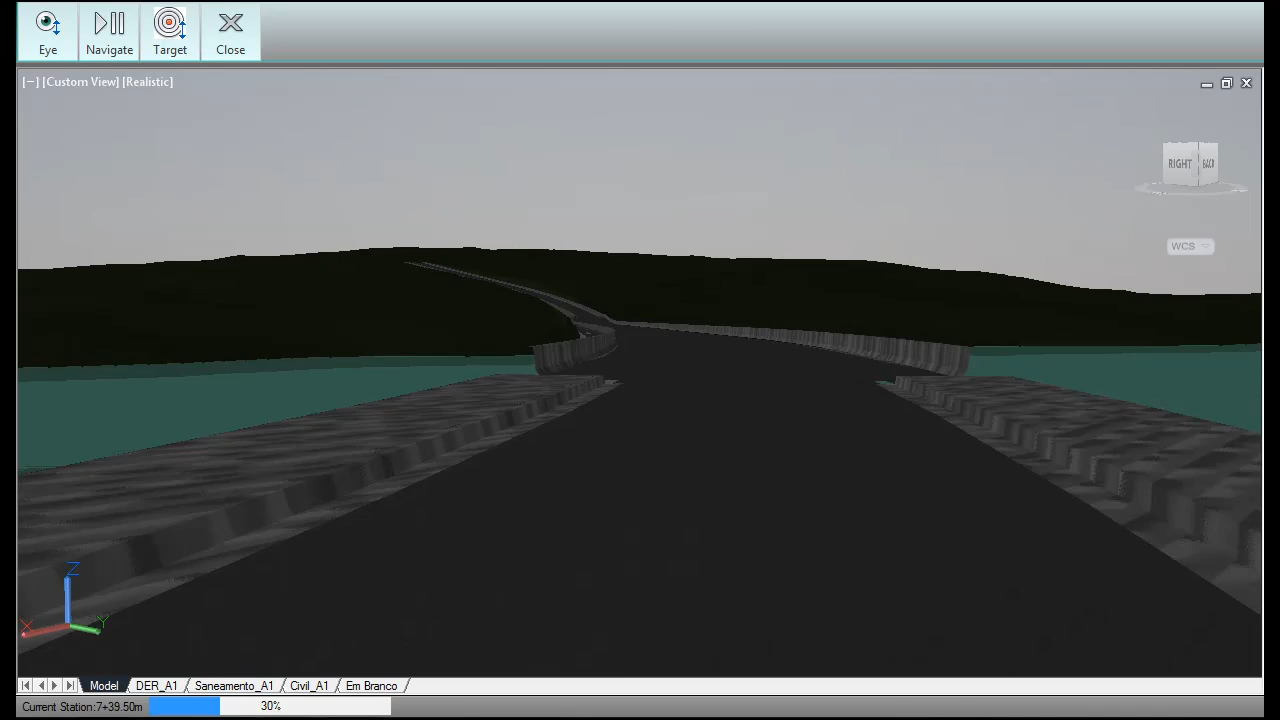 Eye Navigate Target Close
[−] [Custom View] [Realistic]
RIGHT BACK
WCS
Z
X Y
Model DER_A1 Saneamento_A1 Civil_A1 Em Branco
Current Station:7+39.50m 30%